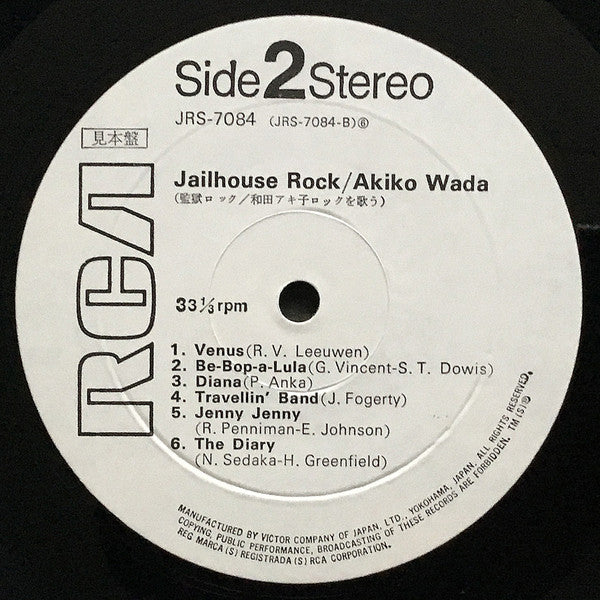 Side 2 Stereo
JRS-7084 (JRS-7084-B)⑥
見本盤
RCA
Jailhouse Rock/Akiko Wada
(監獄ロック/和田アキ子ロックを歌う)
33⅓rpm
1. Venus(R. V. Leeuwen)
2. Be-Bop-a-Lula(G. Vincent-S. T. Dowis)
3. Diana(P. Anka)
4. Travellin' Band(J. Fogerty)
5. Jenny Jenny
(R. Penniman-E. Johnson)
6. The Diary
(N. Sedaka-H. Greenfield)
MANUFACTURED BY VICTOR COMPANY OF JAPAN, LTD., YOKOHAMA, JAPAN, ALL RIGHTS RESERVED,
COPYING, PUBLIC PERFORMANCE, BROADCASTING OF THESE RECORDS ARE FORBIDDEN. TM(S)®
REG MARCA(S) REGISTRADA(S) RCA CORPORATION.